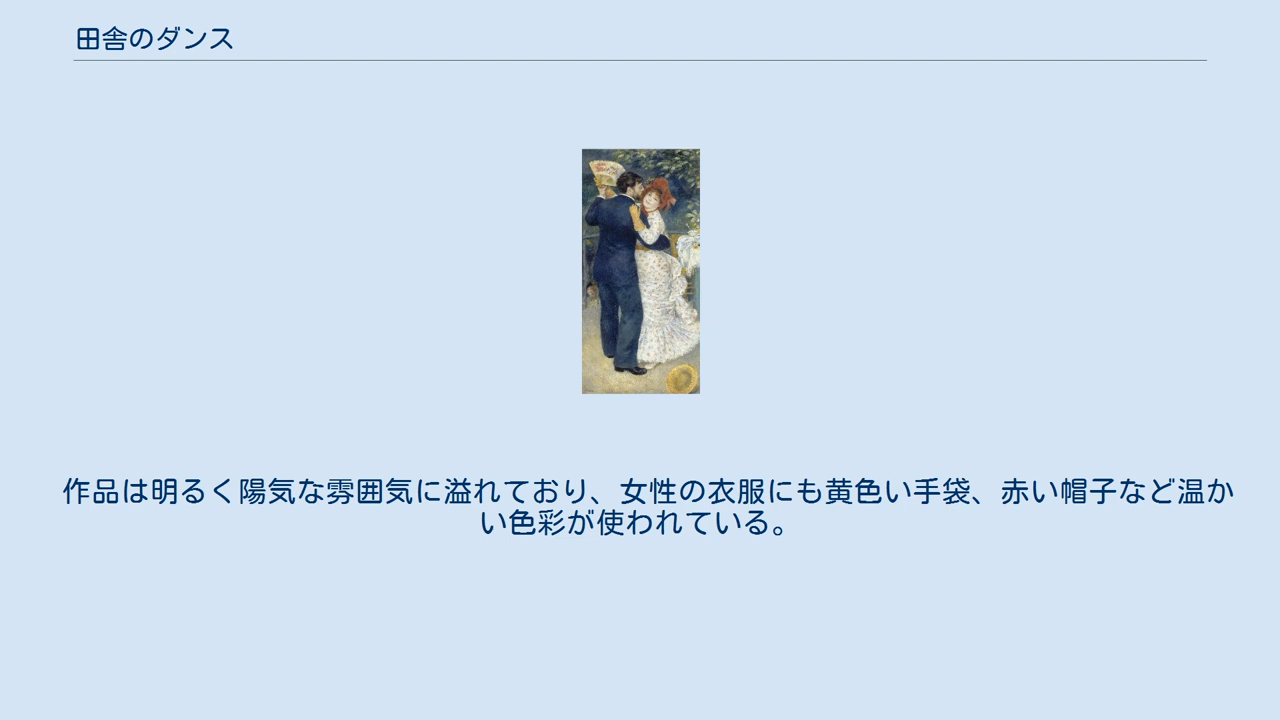 田舎のダンス
作品は明るく陽気な雰囲気に溢れており、女性の衣服にも黄色い手袋、赤い帽子など温か
い色彩が使われている。